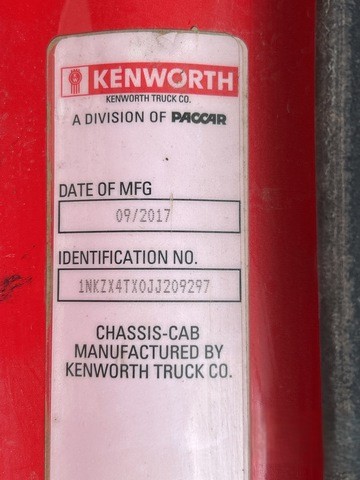 KENWORTH
KENWORTH TRUCK CO.
A DIVISION OF PACCAR
DATE OF MFG
09/2017
IDENTIFICATION NO.
1NKZX4TX0JJ209297
CHASSIS-CAB
MANUFACTURED BY
KENWORTH TRUCK CO.